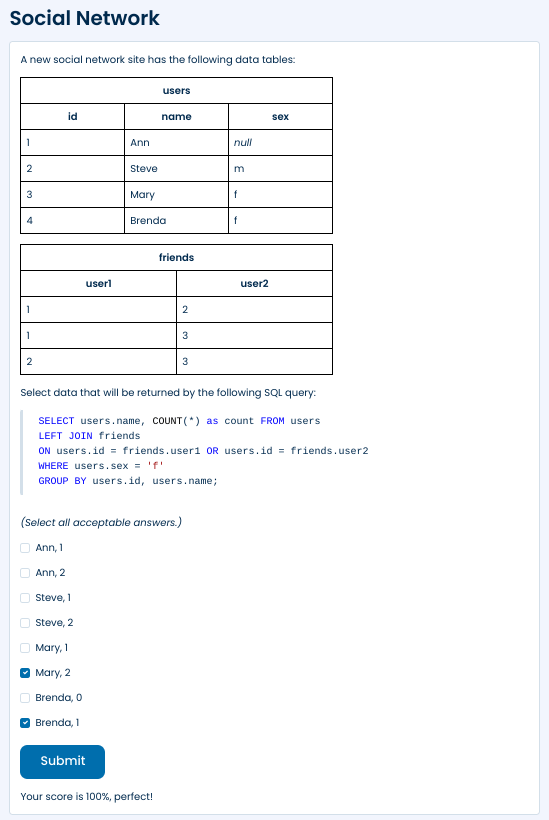 Social Network
A new social network site has the following data tables:
users
id name sex
1 Ann null
2 Steve m
3 Mary f
4 Brenda f
friends
user1 user2
1 2
1 3
2 3
Select data that will be returned by the following SQL query:
SELECT users.name, COUNT(*) as count FROM users
LEFT JOIN friends
ON users.id = friends.user1 OR users.id = friends.user2
WHERE users.sex = 'f'
GROUP BY users.id, users.name;
(Select all acceptable answers.)
Ann, 1
Ann, 2
Steve, 1
Steve, 2
Mary, 1
Mary, 2
Brenda, 0
Brenda, 1
Submit
Your score is 100%, perfect!